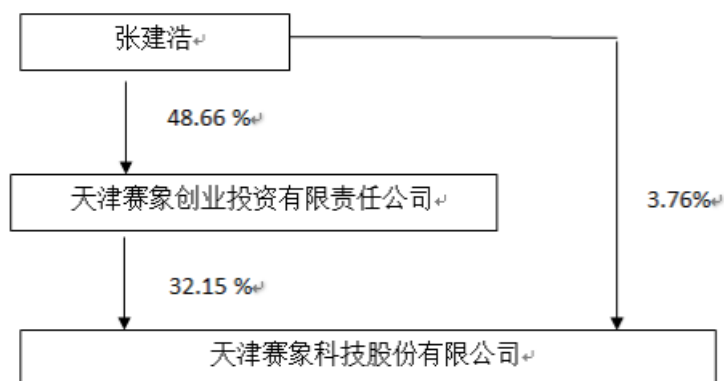 张建浩
48.66 %
天津赛象创业投资有限责任公司
3.76%
32.15 %
天津赛象科技股份有限公司